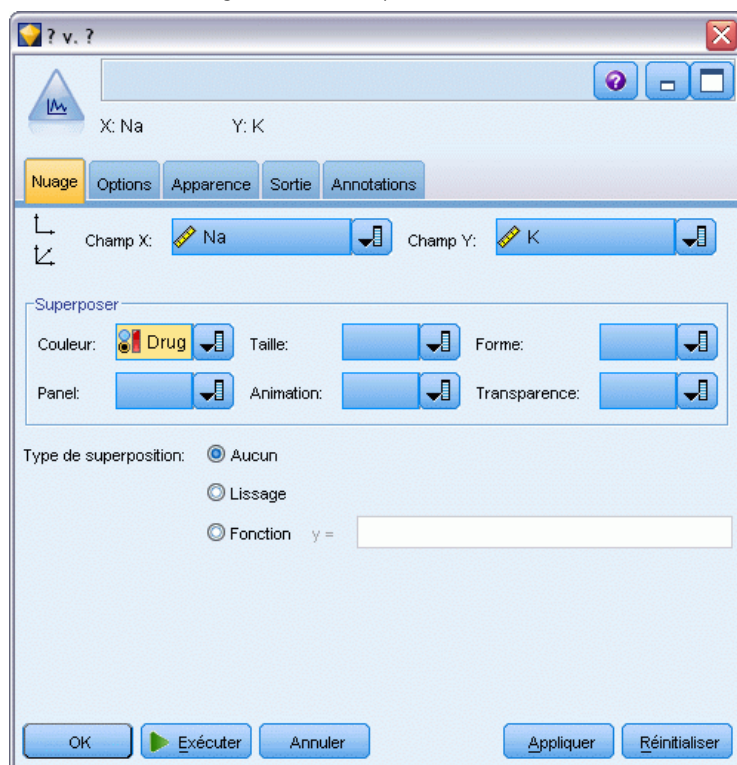 ? v. ?
X: Na Y: K
Nuage Options Apparence Sortie Annotations
Champ X: Na Champ Y: K
Superposer
Couleur: Drug Taille: Forme:
Panel: Animation: Transparence:
Type de superposition: Aucun
Lissage
Fonction y =
OK Exécuter Annuler Appliquer Réinitialiser